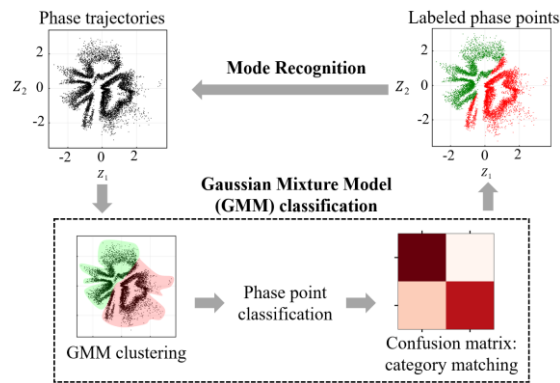 Phase trajectories
Labeled phase points
2
0
-2
Z2
-2
0
2
Z1
Mode Recognition
2
0
-2
Z2
-2
0
2
Z1
Gaussian Mixture Model
(GMM) classification
GMM clustering
Phase point
classification
Confusion matrix:
category matching